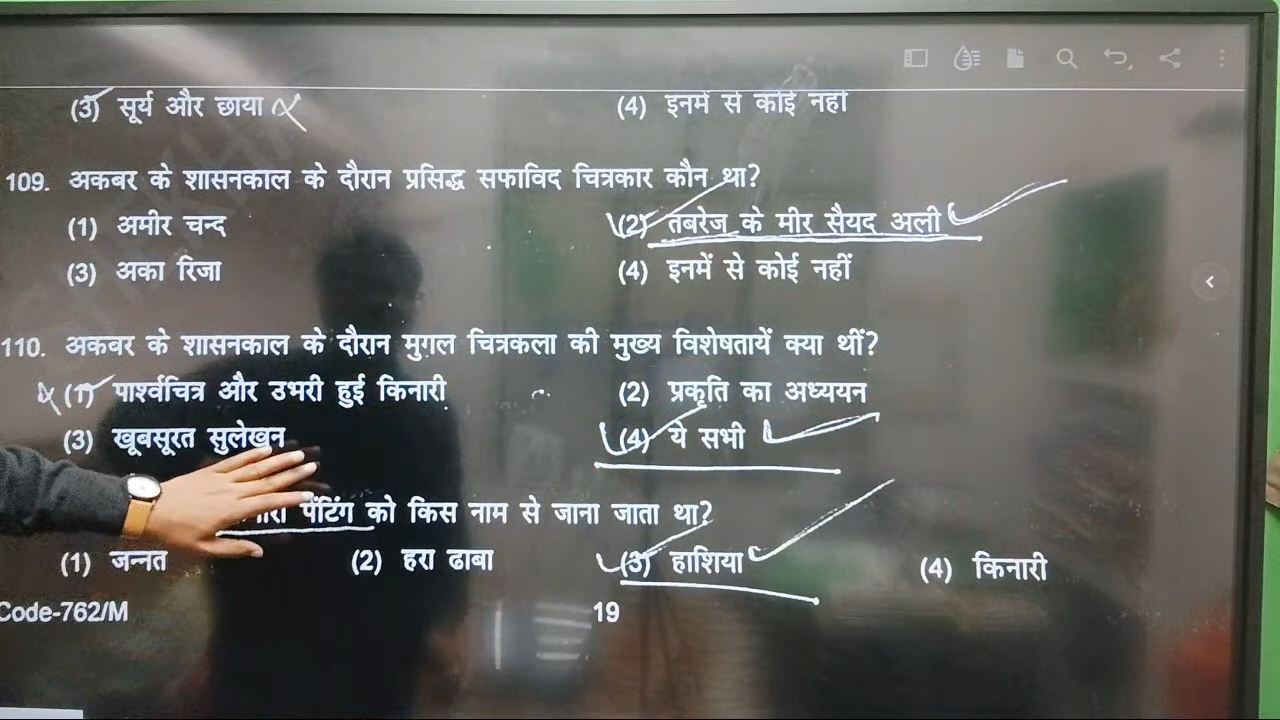 (3) सूर्य और छाया (4) इनमें से कोई नहीं
109. अकबर के शासनकाल के दौरान प्रसिद्ध सफाविद चित्रकार कौन था?
(1) अमीर चन्द (2) तबरेज के मीर सैयद अली
(3) अका रिजा (4) इनमें से कोई नहीं
110. अकबर के शासनकाल के दौरान मुगल चित्रकला की मुख्य विशेषतायें क्या थीं?
(1) पार्श्वचित्र और उभरी हुई किनारी (2) प्रकृति का अध्ययन
(3) खूबसूरत सुलेखन (4) ये सभी
पेंटिंग को किस नाम से जाना जाता था?
(1) जन्नत (2) हरा ढाबा (3) हाशिया (4) किनारी
Code-762/M 19